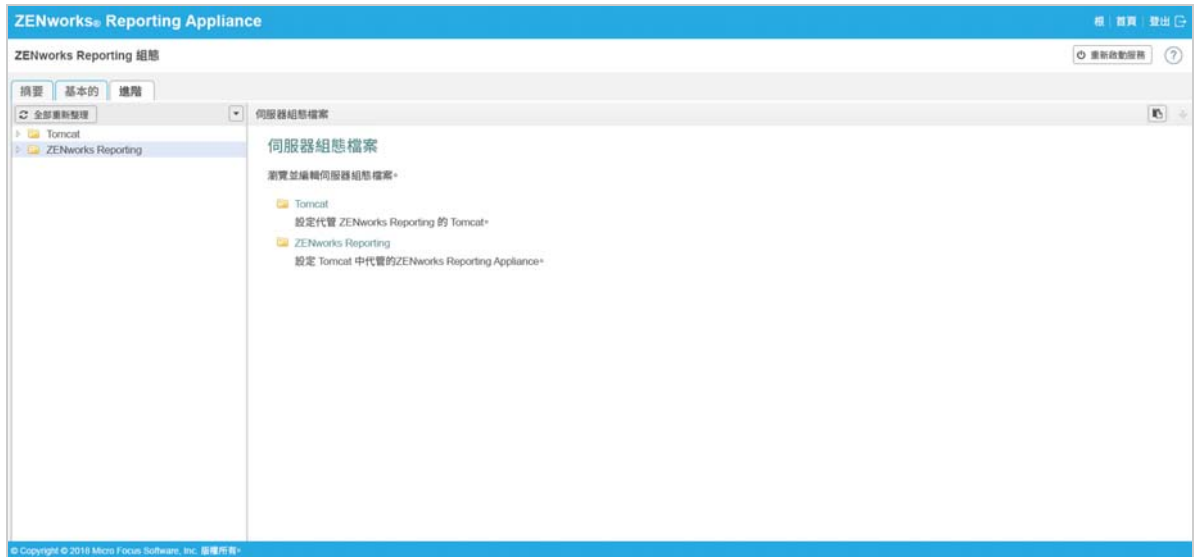 ZENworks® Reporting Appliance
根 首頁 登出
ZENworks Reporting 組態
重新啟動服務 ?
摘要 基本的 進階
全部重新整理
伺服器組態檔案
Tomcat
ZENworks Reporting
伺服器組態檔案
瀏覽並編輯伺服器組態檔案。
Tomcat
設定代管 ZENworks Reporting 的 Tomcat。
ZENworks Reporting
設定 Tomcat 中代管的ZENworks Reporting Appliance。
© Copyright © 2018 Micro Focus Software, Inc. 版權所有。